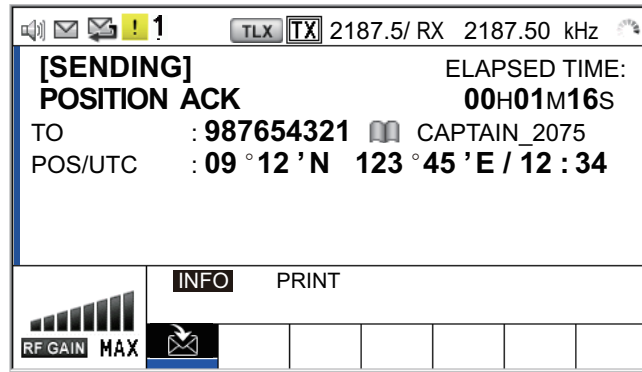 ! 1 TLX TX 2187.5/ RX 2187.50 kHz
[SENDING] ELAPSED TIME:
POSITION ACK 00H01M16S
TO : 987654321 CAPTAIN_2075
POS/UTC : 09°12’N 123°45’E / 12 : 34
INFO PRINT
RF GAIN MAX